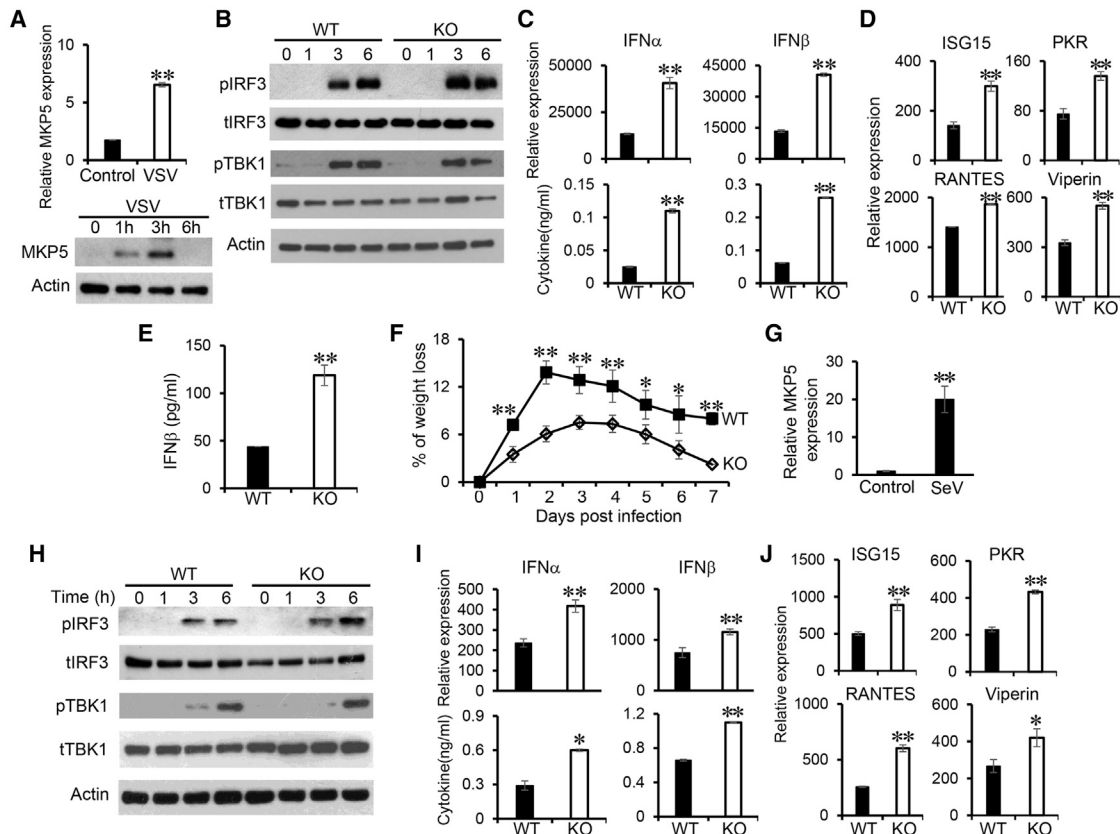 A
Relative MKP5 expression
10
5
0
**
Control VSV
VSV
0 1h 3h 6h
MKP5
Actin
B
WT KO
0 1 3 6 0 1 3 6
pIRF3
tIRF3
pTBK1
tTBK1
Actin
C
IFNα
Relative expression
50000
25000
0
**
IFNβ
45000
30000
15000
0
**
Cytokine(ng/ml)
0.15
0.1
0.05
0
**
WT KO
0.3
0.2
0.1
0
**
WT KO
D
Relative expression
ISG15
400
200
0
**
PKR
160
80
0
**
RANTES
2000
1000
0
**
WT KO
Viperin
600
300
0
**
WT KO
E
IFNβ (pg/ml)
150
100
50
0
**
WT KO
F
% of weight loss
18
12
6
0
** ** ** ** * * **
WT
KO
0 1 2 3 4 5 6 7
Days post infection
G
Relative MKP5
expression
30
20
10
0
**
Control SeV
H
WT KO
Time (h) 0 1 3 6 0 1 3 6
pIRF3
tIRF3
pTBK1
tTBK1
Actin
I
IFNα
Relative expression
500
400
300
200
100
0
**
IFNβ
2000
1000
0
**
Cytokine(ng/ml)
0.9
0.6
0.3
0
*
WT KO
1.2
0.8
0.4
0
**
WT KO
J
Relative expression
ISG15
1500
1000
500
0
**
PKR
600
400
200
0
**
RANTES
1000
500
0
**
WT KO
Viperin
600
400
200
0
*
WT KO